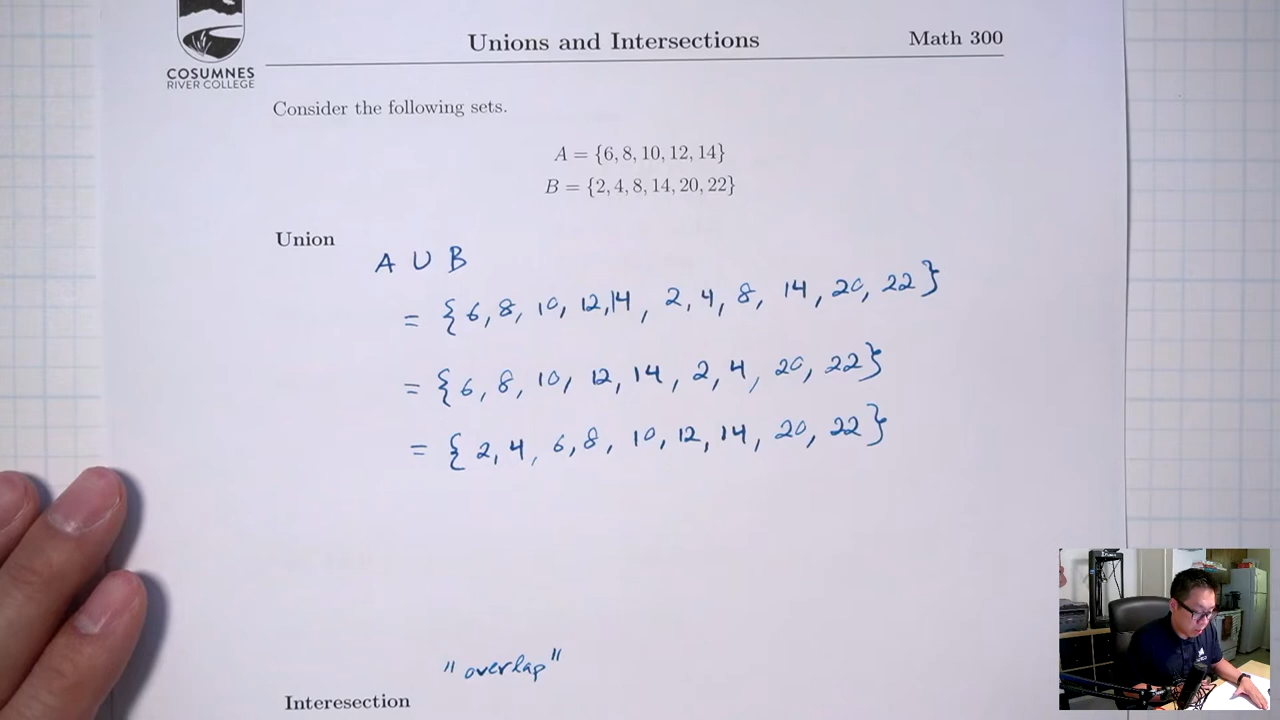 COSUMNES
RIVER COLLEGE
Unions and Intersections
Math 300
Consider the following sets.
A = {6, 8, 10, 12, 14}
B = {2, 4, 8, 14, 20, 22}
Union
A ∪ B
= {6, 8, 10, 12, 14, 2, 4, 8, 14, 20, 22}
= {6, 8, 10, 12, 14, 2, 4, 20, 22}
= {2, 4, 6, 8, 10, 12, 14, 20, 22}
"overlap"
Interesection